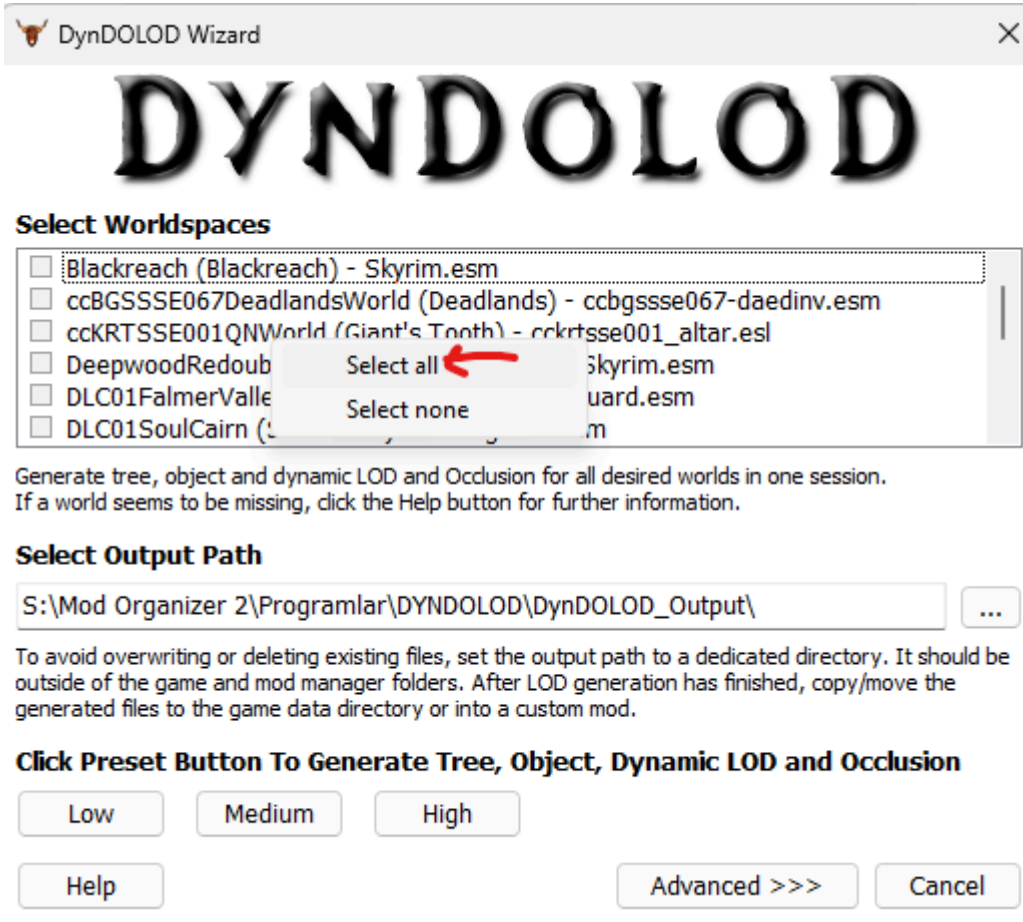 DynDOLOD Wizard
DYNDOLOD
Select Worldspaces
Blackreach (Blackreach) - Skyrim.esm
ccBGSSSE067DeadlandsWorld (Deadlands) - ccbgssse067-daedinv.esm
ccKRTSSE001QNWorld (Giant's Tooth) - cckrtsse001_altar.esl
DeepwoodRedoub Select all Skyrim.esm
DLC01FalmerValle Select none uard.esm
DLC01SoulCairn (
Generate tree, object and dynamic LOD and Occlusion for all desired worlds in one session.
If a world seems to be missing, click the Help button for further information.
Select Output Path
S:\Mod Organizer 2\Programlar\DYNDOLOD\DynDOLOD_Output\
...
To avoid overwriting or deleting existing files, set the output path to a dedicated directory. It should be
outside of the game and mod manager folders. After LOD generation has finished, copy/move the
generated files to the game data directory or into a custom mod.
Click Preset Button To Generate Tree, Object, Dynamic LOD and Occlusion
Low Medium High
Help Advanced >>> Cancel